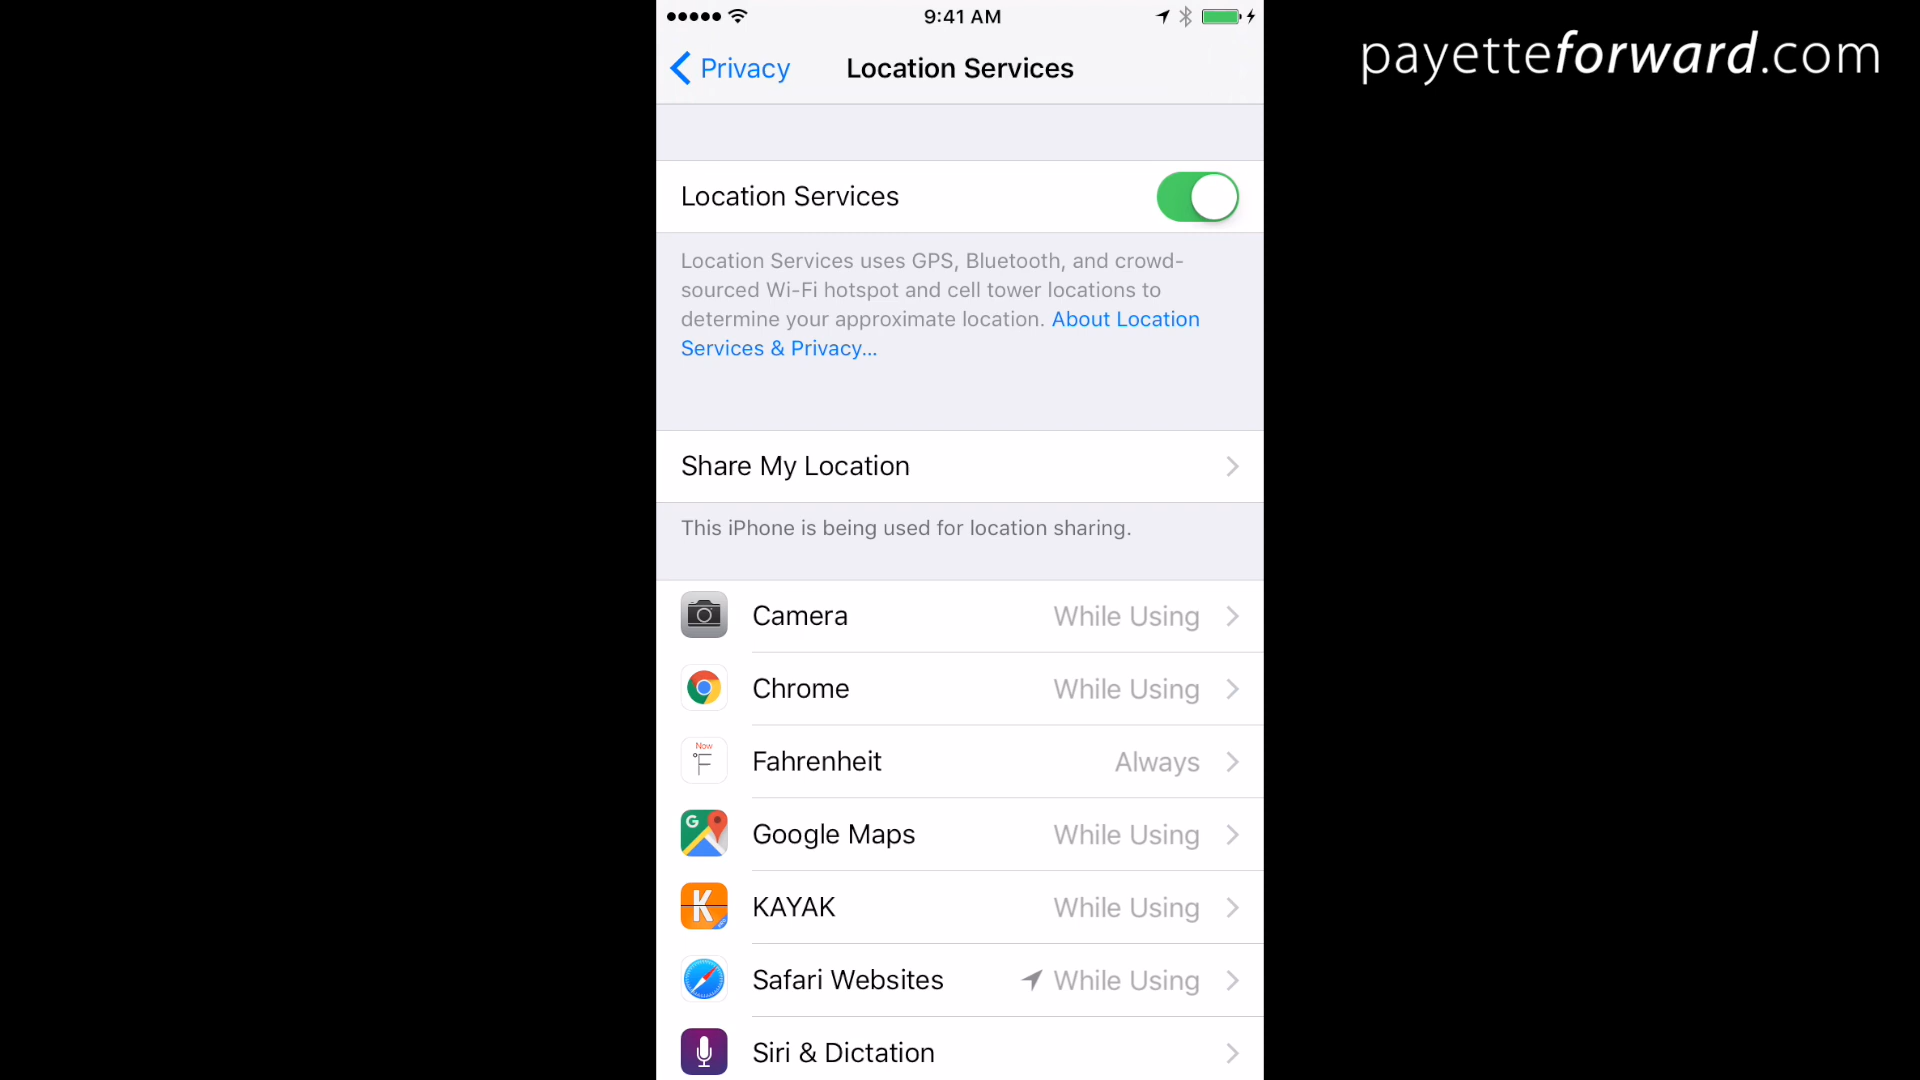 9:41 AM
payetteforward.com
Privacy
Location Services
Location Services
Location Services uses GPS, Bluetooth, and crowd-
sourced Wi-Fi hotspot and cell tower locations to
determine your approximate location. About Location
Services & Privacy...
Share My Location
This iPhone is being used for location sharing.
Camera While Using
Chrome While Using
Now
°F
Fahrenheit Always
G
Google Maps While Using
K
KAYAK While Using
Safari Websites While Using
Siri & Dictation